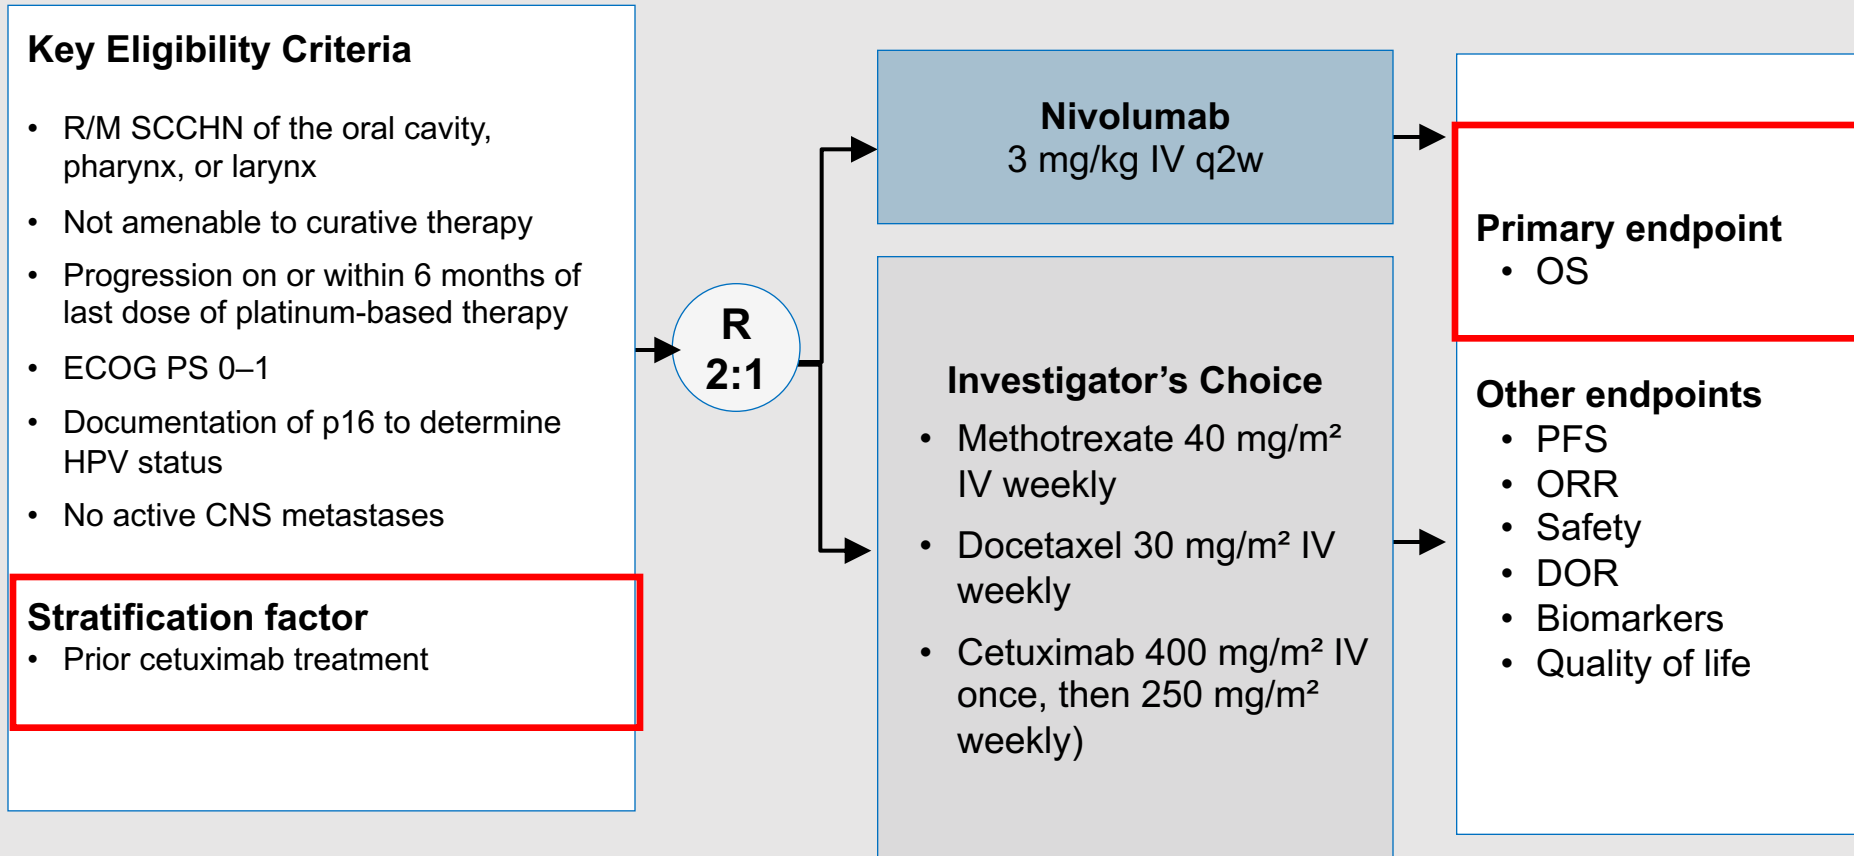 Key Eligibility Criteria
• R/M SCCHN of the oral cavity,
pharynx, or larynx
• Not amenable to curative therapy
• Progression on or within 6 months of
last dose of platinum-based therapy
• ECOG PS 0–1
• Documentation of p16 to determine
HPV status
• No active CNS metastases
Stratification factor
• Prior cetuximab treatment
R
2:1
Nivolumab
3 mg/kg IV q2w
Investigator’s Choice
• Methotrexate 40 mg/m²
IV weekly
• Docetaxel 30 mg/m² IV
weekly
• Cetuximab 400 mg/m² IV
once, then 250 mg/m²
weekly)
Primary endpoint
• OS
Other endpoints
• PFS
• ORR
• Safety
• DOR
• Biomarkers
• Quality of life